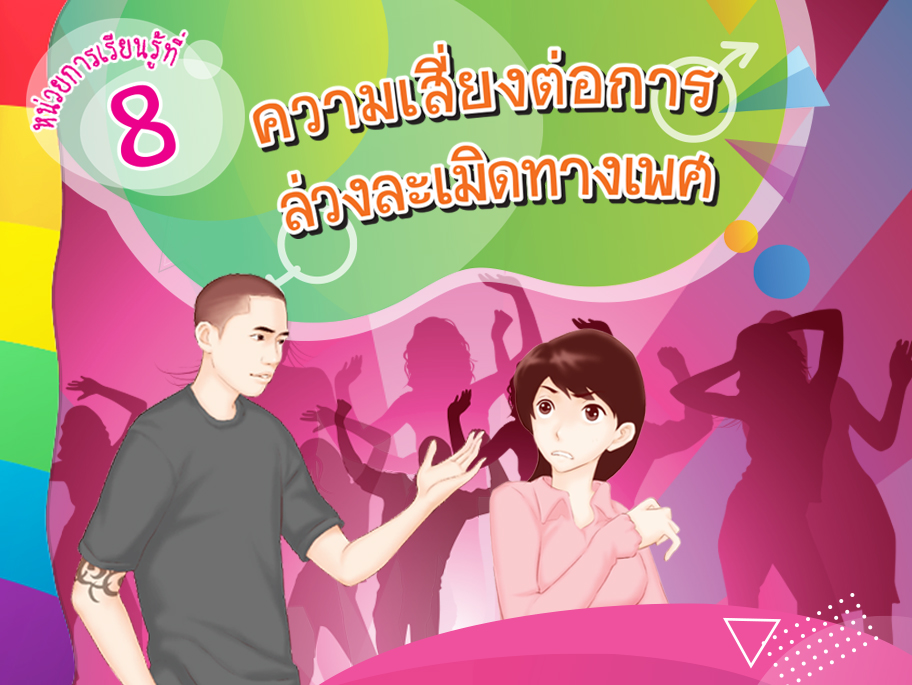 หน่วยการเรียนรู้ที่
8
ความเสี่ยงต่อการ
ล่วงละเมิดทางเพศ